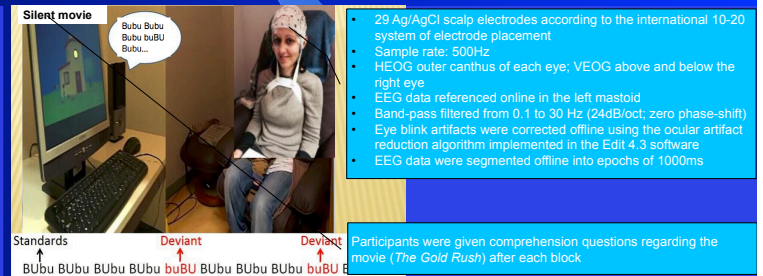 Silent movie
Bubu Bubu
Bubu buBU
Bubu...
• 29 Ag/AgCl scalp electrodes according to the international 10-20
system of electrode placement
• Sample rate: 500Hz
• HEOG outer canthus of each eye; VEOG above and below the
right eye
• EEG data referenced online in the left mastoid
• Band-pass filtered from 0.1 to 30 Hz (24dB/oct; zero phase-shift)
• Eye blink artifacts were corrected offline using the ocular artifact
reduction algorithm implemented in the Edit 4.3 software
• EEG data were segmented offline into epochs of 1000ms
Standards Deviant Deviant
BUbu BUbu BUbu BUbu buBU BUbu BUbu BUbu buBU
Participants were given comprehension questions regarding the
movie (The Gold Rush) after each block